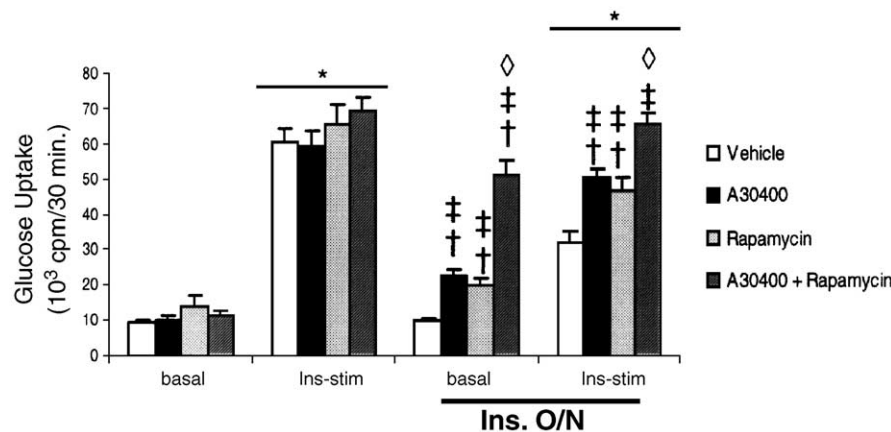 *
*
◊
◊
80
70
60
50
40
30
20
10
0
Glucose Uptake
(10³ cpm/30 min.)
‡
†
‡
‡
†
‡
†
‡
‡
†
‡
‡
†
‡
Vehicle
A30400
Rapamycin
A30400 + Rapamycin
basal
Ins-stim
basal
Ins-stim
Ins. O/N